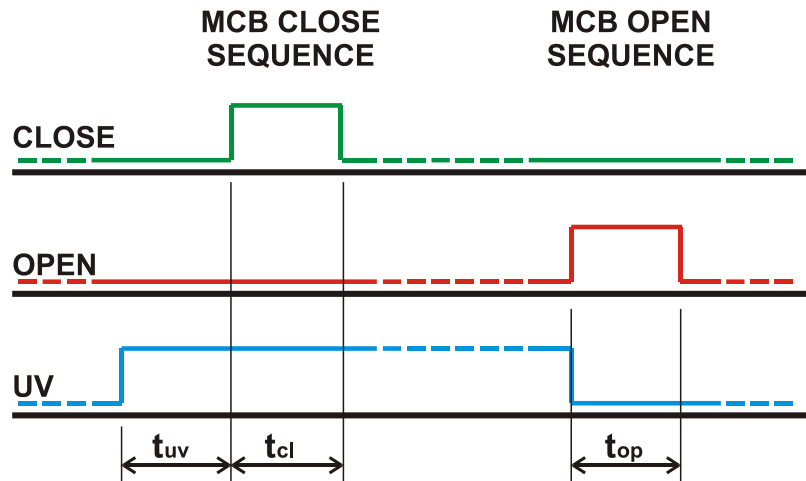 MCB CLOSE
SEQUENCE
MCB OPEN
SEQUENCE
CLOSE
OPEN
UV
tuv
tcl
top